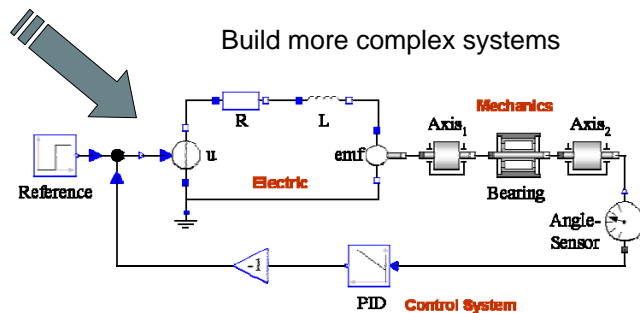 Build more complex systems
Mechanics
R
L
Axis1
Axis2
u
emf
Reference
Electric
Bearing
Angle-
Sensor
-1
PID
Control System